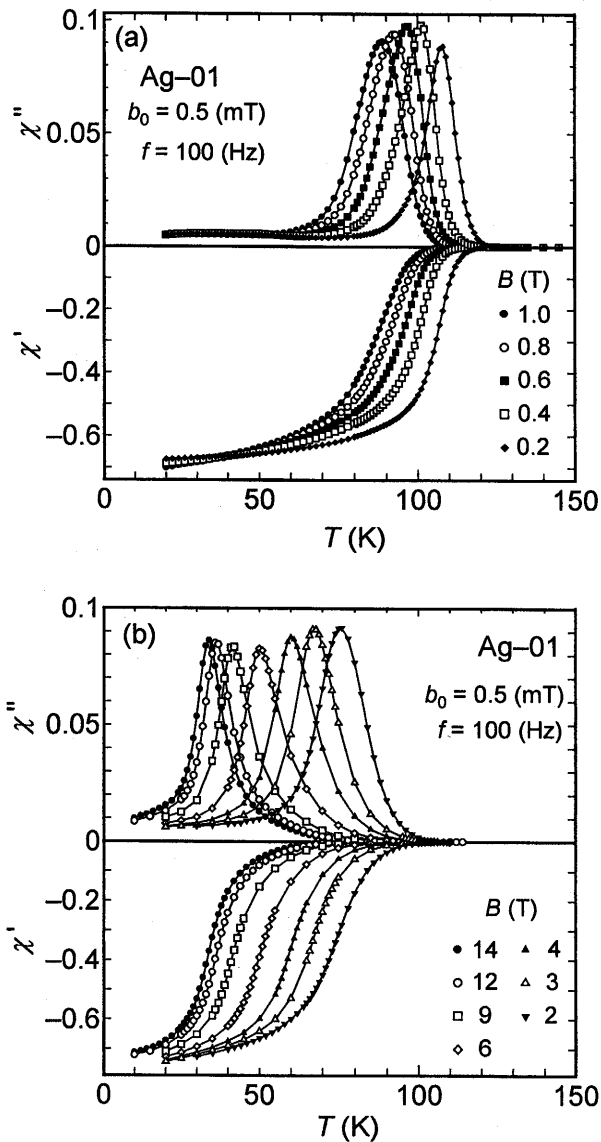 (a)
Ag–01
b0 = 0.5 (mT)
f = 100 (Hz)
χ"
0.1
0.05
0
χ'
−0.2
−0.4
−0.6
B (T)
1.0
0.8
0.6
0.4
0.2
0 50 100 150
T (K)
(b)
Ag–01
b0 = 0.5 (mT)
f = 100 (Hz)
χ"
0.1
0.05
0
χ'
−0.2
−0.4
−0.6
B (T)
14 4
12 3
9 2
6
0 50 100 150
T (K)